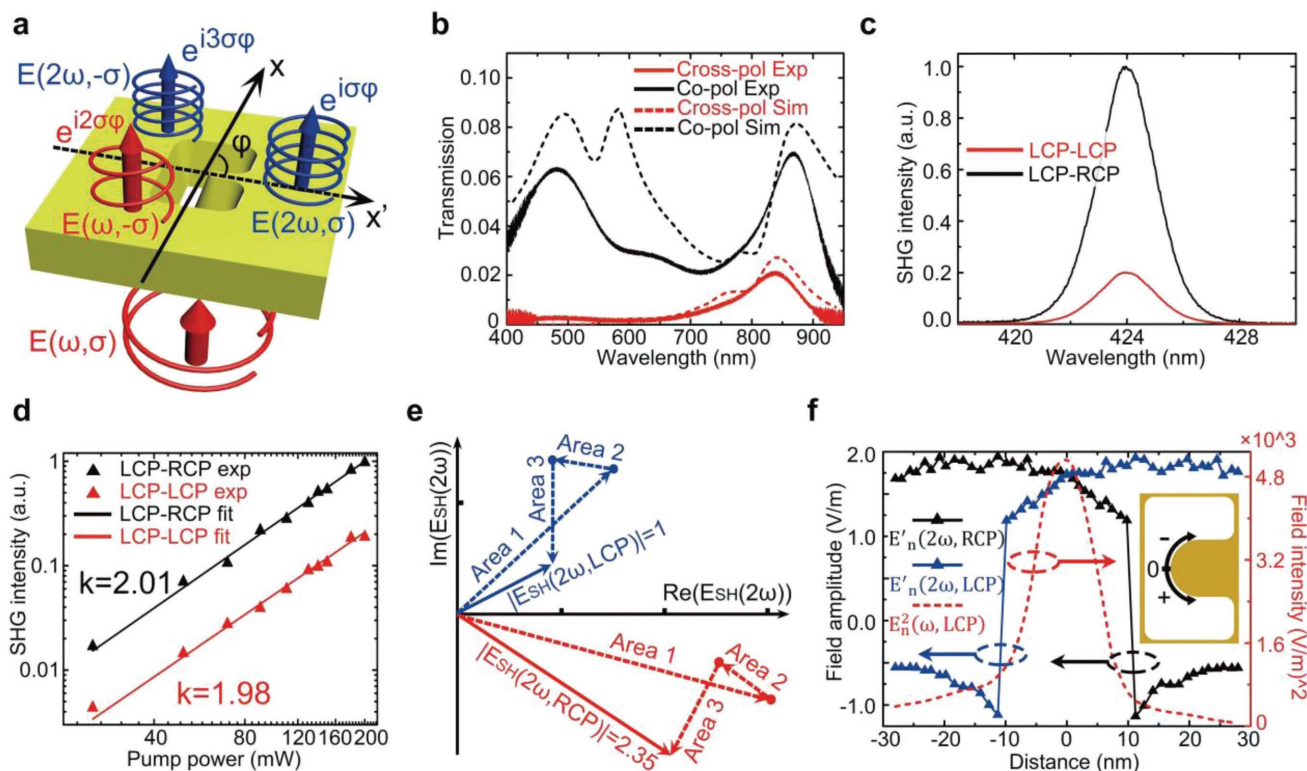 a
E(2ω,-σ)
e^{i3σφ}
x
e^{i2σφ}
e^{iσφ}
φ
E(ω,-σ)
E(2ω,σ)
x'
E(ω,σ)
b
Cross-pol Exp
Co-pol Exp
Cross-pol Sim
Co-pol Sim
Transmission
0.10
0.08
0.06
0.04
0.02
0
400 500 600 700 800 900
Wavelength (nm)
c
LCP-LCP
LCP-RCP
SHG intensity (a.u.)
1.0
0.8
0.6
0.4
0.2
0.0
420 424 428
Wavelength (nm)
d
LCP-RCP exp
LCP-LCP exp
LCP-RCP fit
LCP-LCP fit
SHG intensity (a.u.)
1
0.1
0.01
k=2.01
k=1.98
40 80 120 160 200
Pump power (mW)
e
Im(E_{SH}(2ω))
Area 2
Area 3
Area 1
|E_{SH}(2ω,LCP)|=1
Re(E_{SH}(2ω))
Area 1
Area 2
Area 3
|E_{SH}(2ω,RCP)|=2.35
f
×10^3
Field amplitude (V/m)
2.0
1.0
0.0
-1.0
E'_n(2ω, RCP)
E'_n(2ω, LCP)
E_n^2(ω, LCP)
-
0
+
4.8
3.2
1.6
0
Field intensity (V/m)^2
-30 -20 -10 0 10 20 30
Distance (nm)